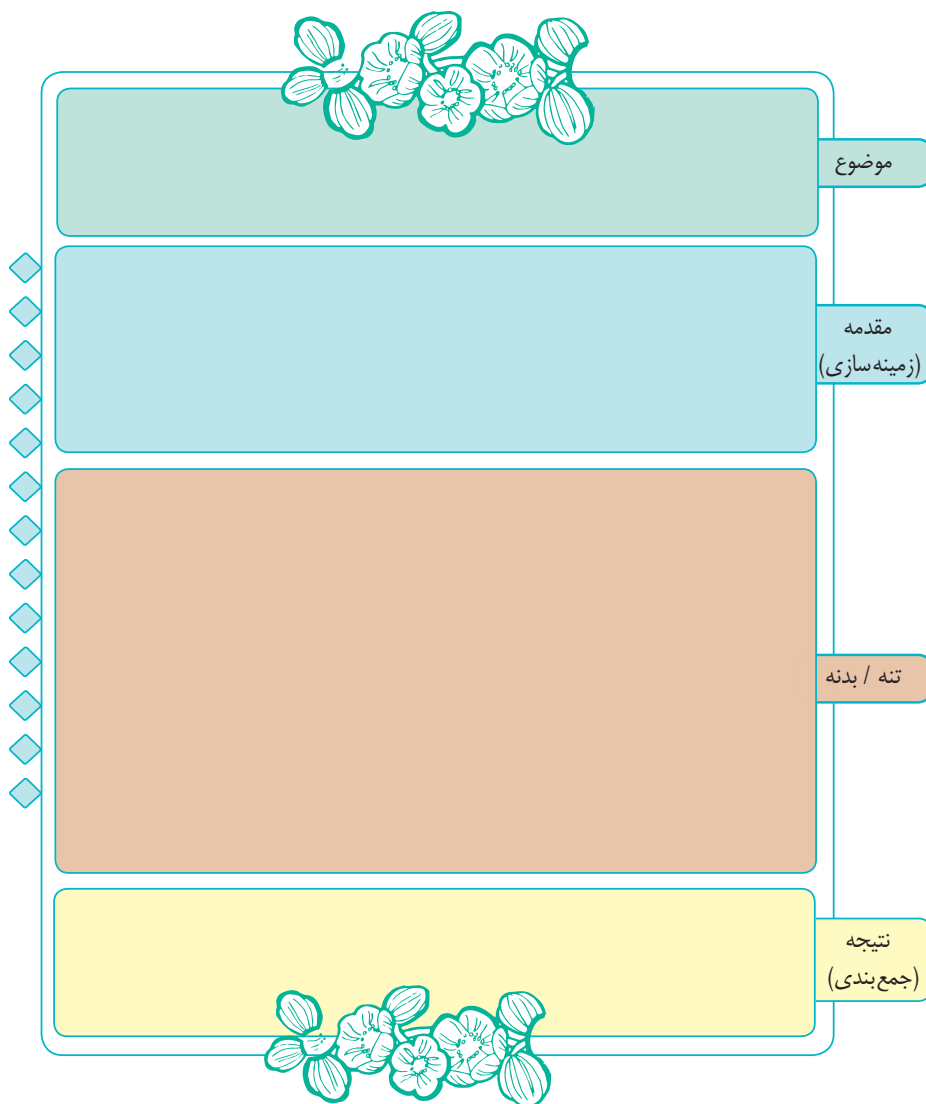 موضوع
مقدمه
(زمینه‌سازی)
تنه / بدنه
نتیجه
(جمع‌بندی)